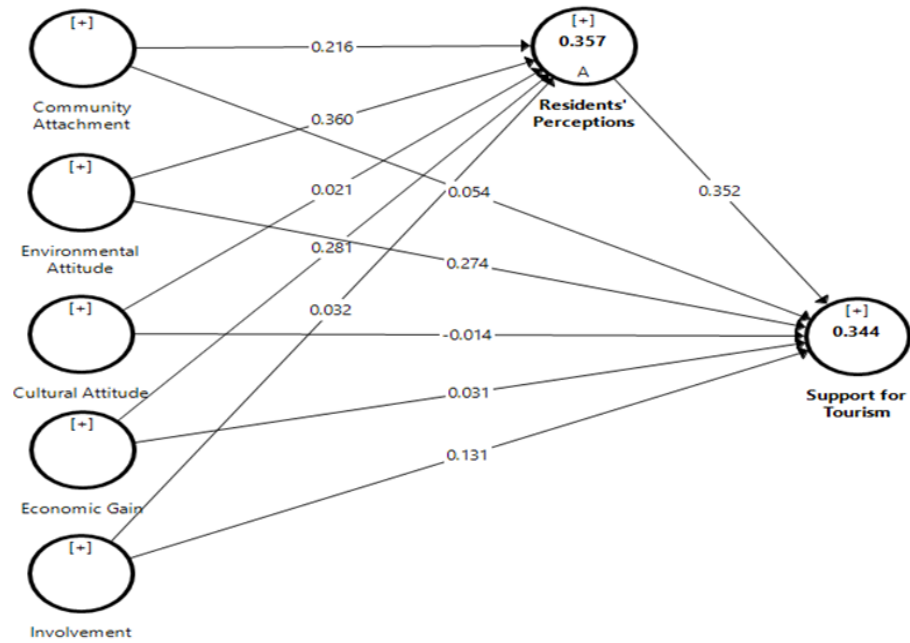 [+]
Community
Attachment
[+]
Environmental
Attitude
[+]
Cultural Attitude
[+]
Economic Gain
[+]
Involvement
0.216
0.360
0.021
0.281
0.032
[+]
0.357
A
Residents'
Perceptions
0.054
0.352
0.274
-0.014
0.031
0.131
[+]
0.344
Support for
Tourism